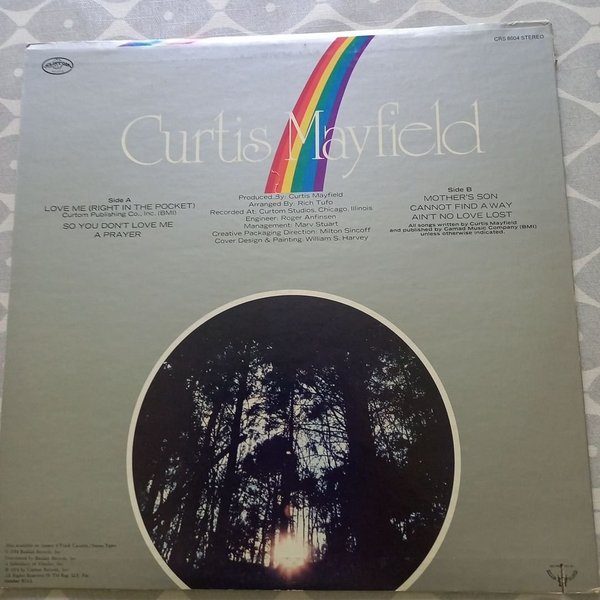 CRS 8604 STEREO
Curtis Mayfield
Side A
LOVE ME (RIGHT IN THE POCKET)
Curtom Publishing Co., Inc. (BMI)
SO YOU DON'T LOVE ME
A PRAYER
Produced By: Curtis Mayfield
Arranged By: Rich Tufo
Recorded At: Curtom Studios, Chicago, Illinois
Engineer: Roger Anfinsen
Management: Marv Stuart
Creative Packaging Direction: Milton Sincoff
Cover Design & Painting: William S. Harvey
Side B
MOTHER'S SON
CANNOT FIND A WAY
AIN'T NO LOVE LOST
All songs written by Curtis Mayfield
and published by Camad Music Company (BMI)
unless otherwise indicated.